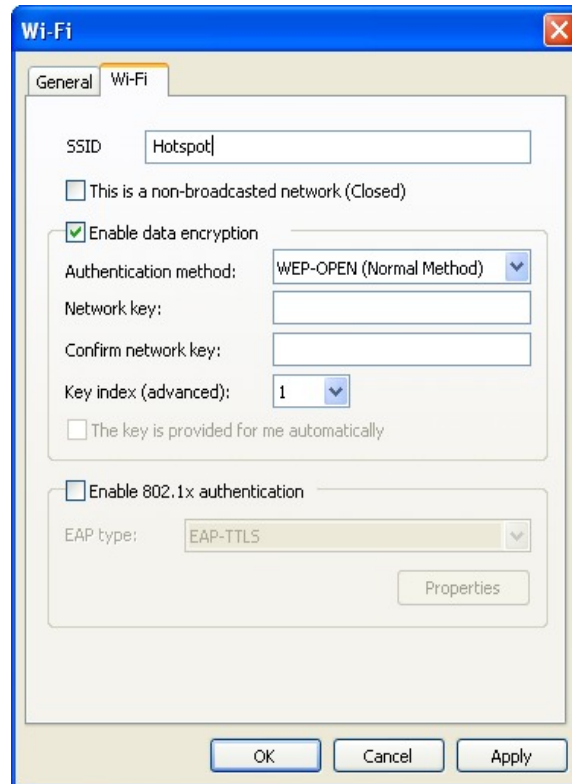 Wi-Fi
General Wi-Fi
SSID Hotspot
This is a non-broadcasted network (Closed)
Enable data encryption
Authentication method: WEP-OPEN (Normal Method)
Network key:
Confirm network key:
Key index (advanced): 1
The key is provided for me automatically
Enable 802.1x authentication
EAP type: EAP-TTLS
Properties
OK Cancel Apply